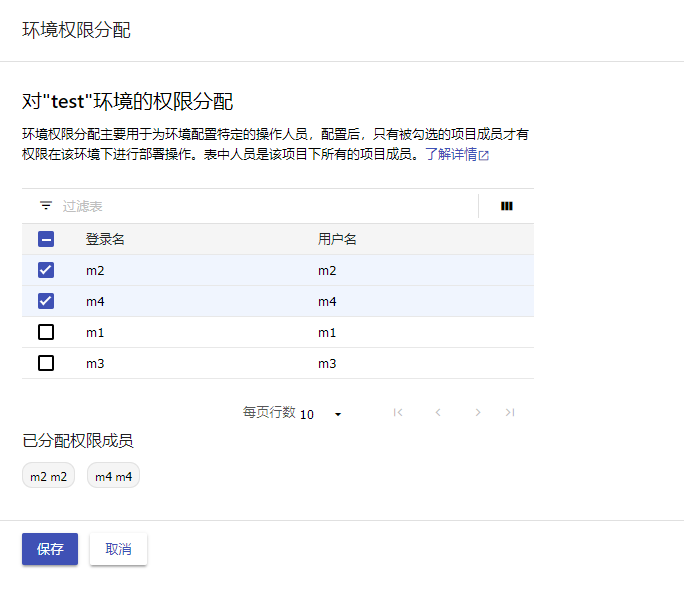 环境权限分配
对"test"环境的权限分配
环境权限分配主要用于为环境配置特定的操作人员，配置后，只有被勾选的项目成员才有
权限在该环境下进行部署操作。表中人员是该项目下所有的项目成员。了解详情
过滤表
登录名 用户名
m2 m2
m4 m4
m1 m1
m3 m3
每页行数 10
已分配权限成员
m2 m2 m4 m4
保存 取消